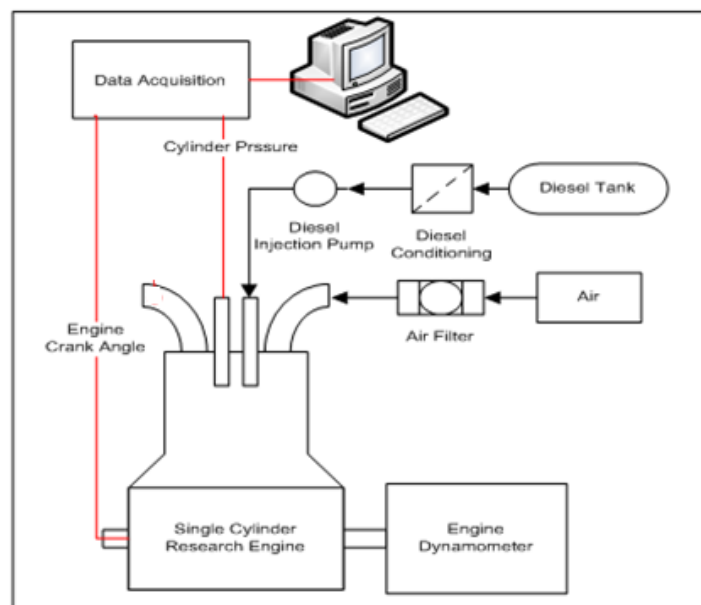 Data Acquisition
Cylinder Prssure
Diesel Tank
Diesel
Injection Pump
Diesel
Conditioning
Air
Air Filter
Engine
Crank Angle
Single Cylinder
Research Engine
Engine
Dynamometer